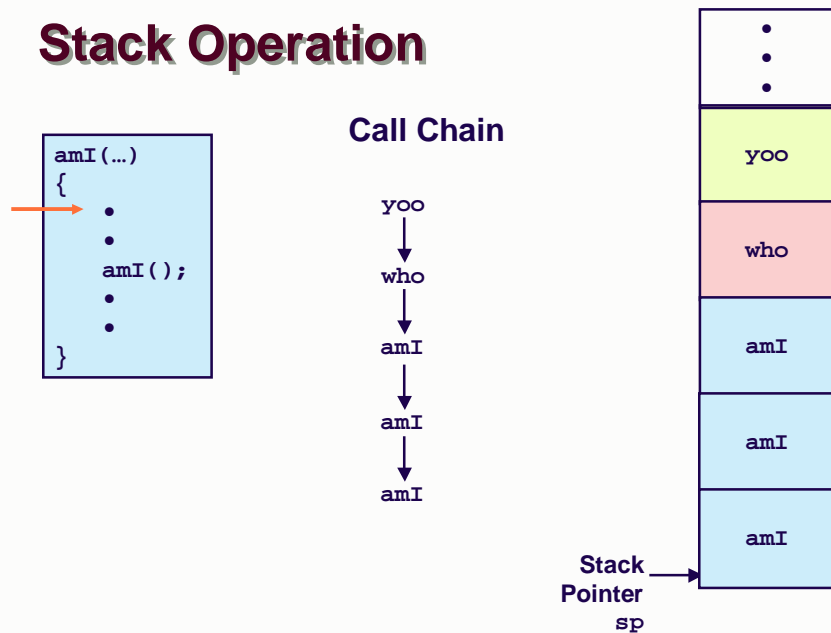 Stack Operation
amI(…)
{
•
•
amI();
•
•
}
Call Chain
yoo
who
amI
amI
amI
•
•
•
yoo
who
amI
amI
amI
Stack
Pointer
sp